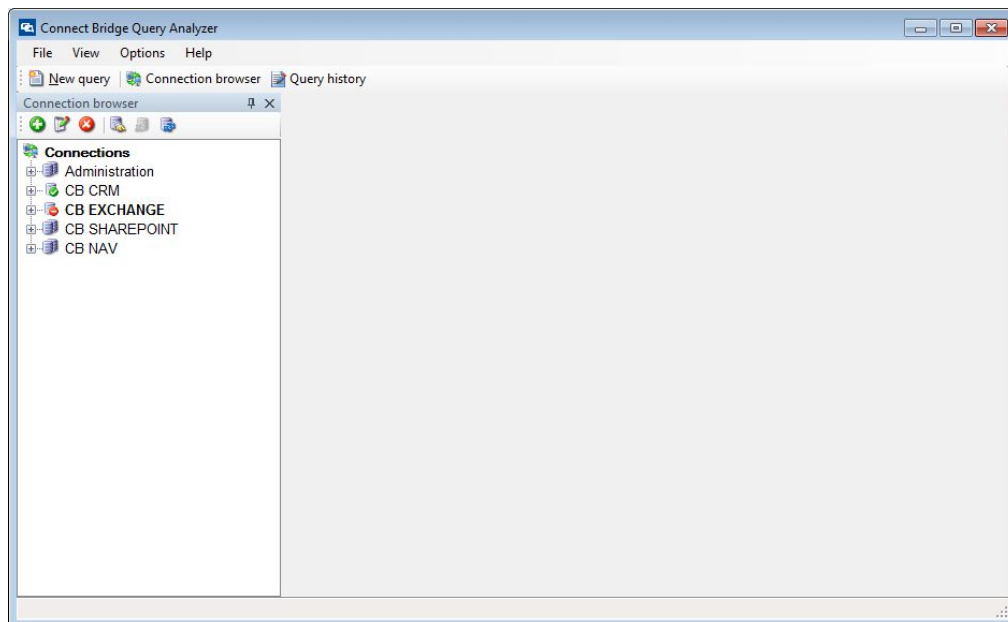 Connect Bridge Query Analyzer
File View Options Help
New query Connection browser Query history
Connection browser
Connections
Administration
CB CRM
CB EXCHANGE
CB SHAREPOINT
CB NAV